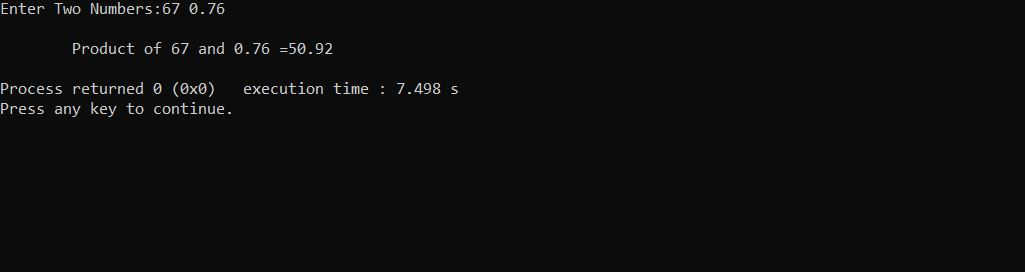 Enter Two Numbers:67 0.76
Product of 67 and 0.76 =50.92
Process returned 0 (0x0)   execution time : 7.498 s
Press any key to continue.